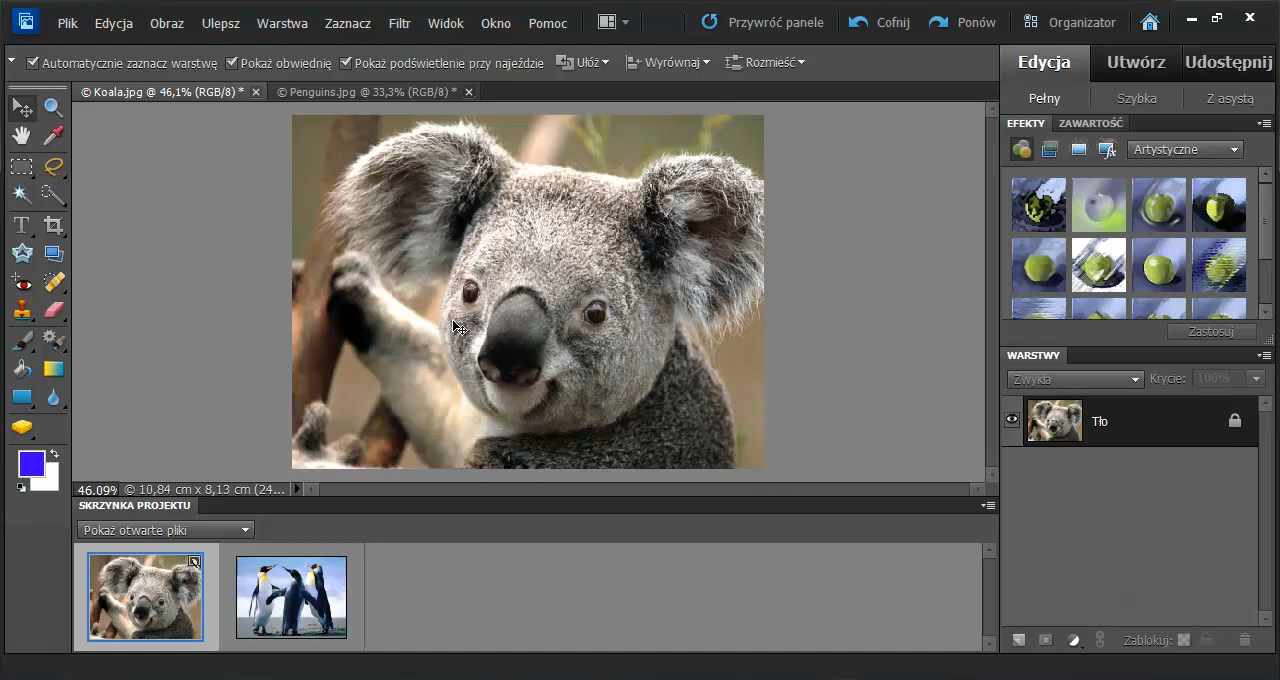 Plik Edycja Obraz Ulepsz Warstwa Zaznacz Filtr Widok Okno Pomoc Przywróć panele Cofnij Ponów Organizator
Automatycznie zaznacz warstwę Pokaż obwiednię Pokaż podświetlenie przy najeździe Ułóż Wyrównaj Rozmieść
Edycja Utwórz Udostępnij
© Koala.jpg @ 46,1% (RGB/8) * © Penguins.jpg @ 33,3% (RGB/8) *
Pełny Szybka Z asystą
EFEKTY ZAWARTOŚĆ
Artystyczne
Zastosuj
WARSTWY
Zwykła Krycie: 100%
Tło
46.09% © 10,84 cm x 8,13 cm (24...
SKRZYNKA PROJEKTU
Pokaż otwarte pliki
Zablokuj: